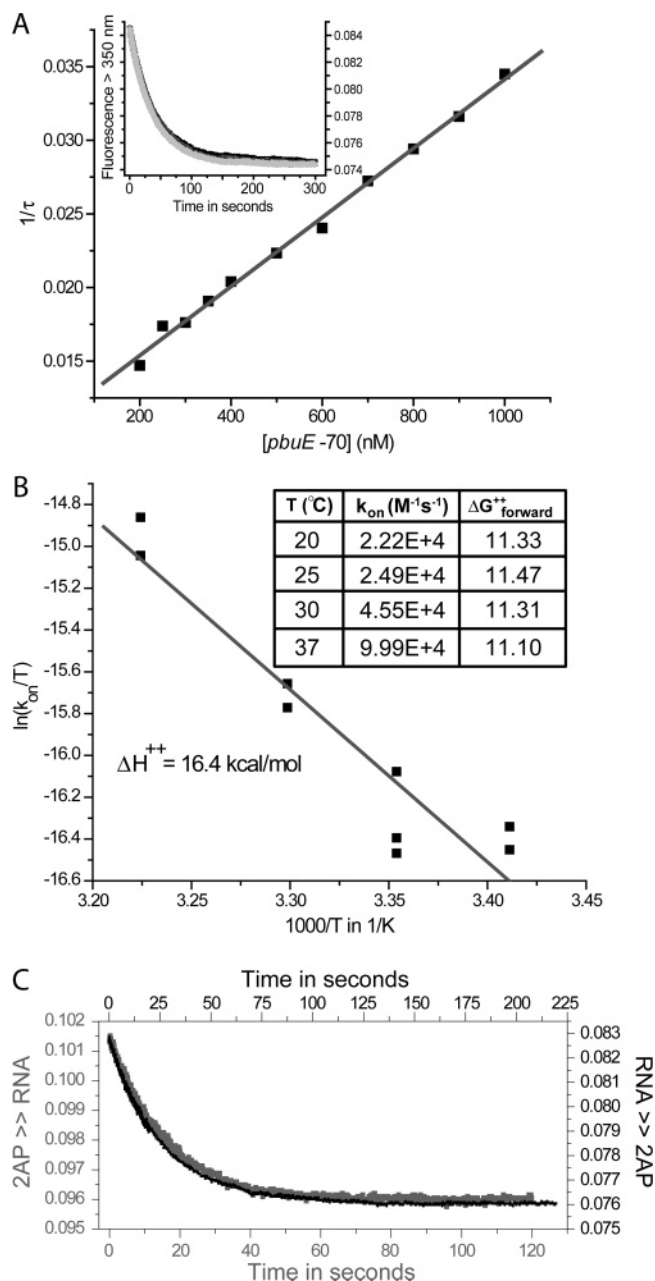 A
Fluorescence > 350 nm
0.084
0.082
0.080
0.078
0.076
0.074
0 100 200 300
Time in seconds
1/τ
0.035
0.030
0.025
0.020
0.015
200 400 600 800 1000
[pbuE -70] (nM)
B
ln(kon/T)
-14.8
-15.0
-15.2
-15.4
-15.6
-15.8
-16.0
-16.2
-16.4
-16.6
T (°C) kon (M-1s-1) ΔG++forward
20 2.22E+4 11.33
25 2.49E+4 11.47
30 4.55E+4 11.31
37 9.99E+4 11.10
ΔH++ = 16.4 kcal/mol
3.20 3.25 3.30 3.35 3.40 3.45
1000/T in 1/K
C
Time in seconds
0 25 50 75 100 125 150 175 200 225
2AP >> RNA
0.102
0.101
0.100
0.099
0.098
0.097
0.096
0.095
0.083
0.082
0.081
0.080
0.079
0.078
0.077
0.076
0.075
RNA >> 2AP
0 20 40 60 80 100 120
Time in seconds